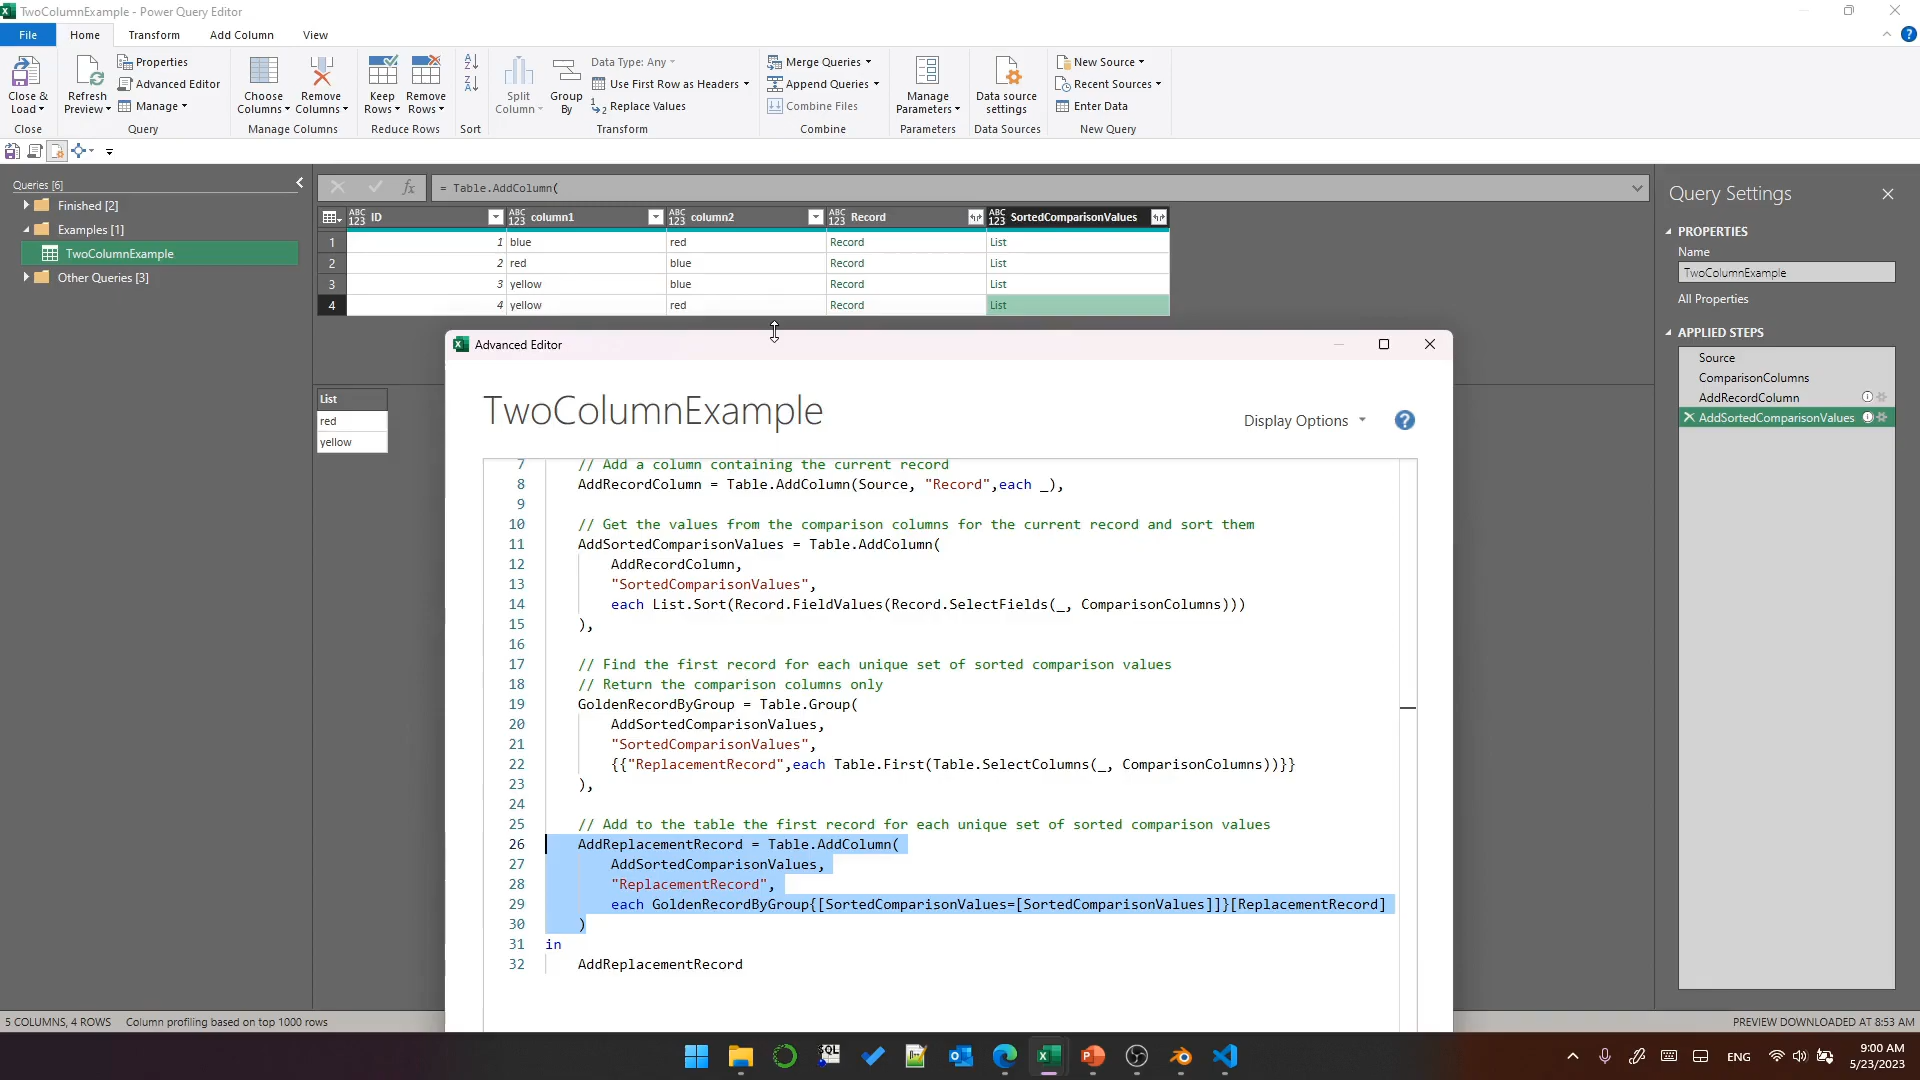 TwoColumnExample - Power Query Editor
File Home Transform Add Column View
Close & Load
Close
Refresh Preview
Properties
Advanced Editor
Manage
Query
Choose Columns
Remove Columns
Manage Columns
Keep Rows
Remove Rows
Reduce Rows
Sort
Split Column
Group By
Data Type: Any
Use First Row as Headers
Replace Values
Transform
Merge Queries
Append Queries
Combine Files
Combine
Manage Parameters
Parameters
Data source settings
Data Sources
New Source
Recent Sources
Enter Data
New Query
Queries [6]
Finished [2]
Examples [1]
TwoColumnExample
Other Queries [3]
= Table.AddColumn(
ABC 123 ID ABC 123 column1 ABC 123 column2 ABC 123 Record ABC 123 SortedComparisonValues
1 1 blue red Record List
2 2 red blue Record List
3 3 yellow blue Record List
4 4 yellow red Record List
List
red
yellow
Advanced Editor
TwoColumnExample
Display Options
7 // Add a column containing the current record
8 AddRecordColumn = Table.AddColumn(Source, "Record",each _),
9
10 // Get the values from the comparison columns for the current record and sort them
11 AddSortedComparisonValues = Table.AddColumn(
12 AddRecordColumn,
13 "SortedComparisonValues",
14 each List.Sort(Record.FieldValues(Record.SelectFields(_, ComparisonColumns)))
15 ),
16
17 // Find the first record for each unique set of sorted comparison values
18 // Return the comparison columns only
19 GoldenRecordByGroup = Table.Group(
20 AddSortedComparisonValues,
21 "SortedComparisonValues",
22 {{"ReplacementRecord",each Table.First(Table.SelectColumns(_, ComparisonColumns))}}
23 ),
24
25 // Add to the table the first record for each unique set of sorted comparison values
26 AddReplacementRecord = Table.AddColumn(
27 AddSortedComparisonValues,
28 "ReplacementRecord",
29 each GoldenRecordByGroup{[SortedComparisonValues=[SortedComparisonValues]]}[ReplacementRecord]
30 )
31 in
32 AddReplacementRecord
Query Settings
PROPERTIES
Name
TwoColumnExample
All Properties
APPLIED STEPS
Source
ComparisonColumns
AddRecordColumn
AddSortedComparisonValues
5 COLUMNS, 4 ROWS Column profiling based on top 1000 rows
PREVIEW DOWNLOADED AT 8:53 AM
SQL
ENG
9:00 AM
5/23/2023